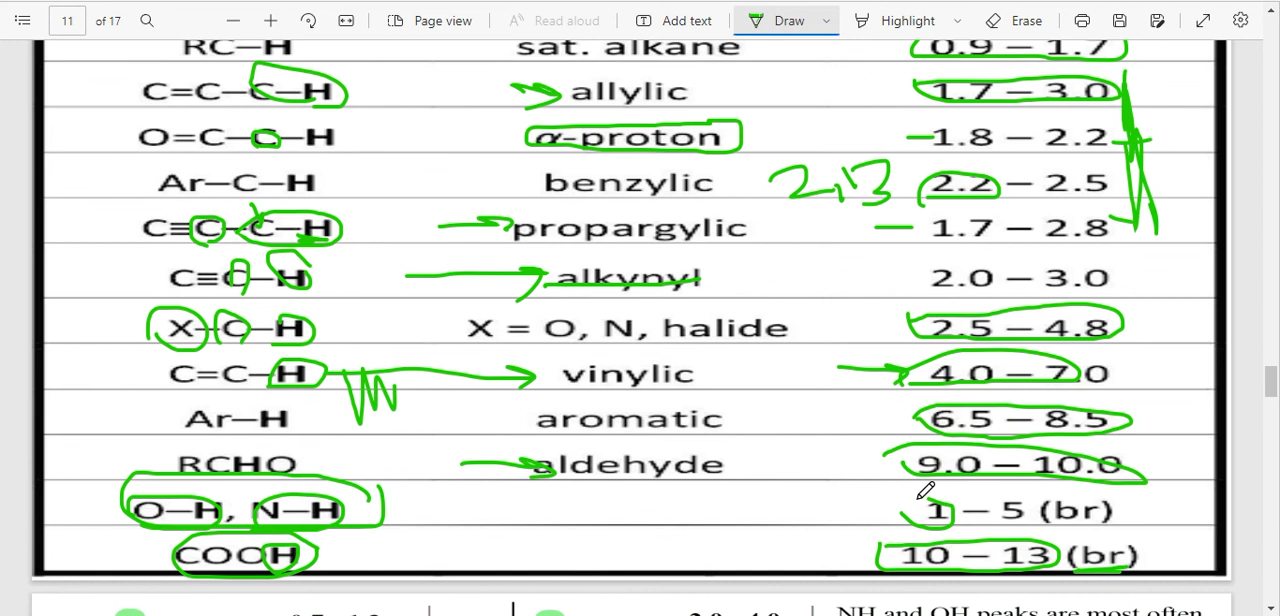 11 of 17 Page view Read aloud Add text Draw Highlight Erase
RC–H sat. alkane 0.9 – 1.7
C=C–C–H allylic 1.7 – 3.0
O=C–C–H α-proton 1.8 – 2.2
Ar–C–H benzylic 2,13 2.2 – 2.5
C≡C–C–H propargylic 1.7 – 2.8
C≡C–H alkynyl 2.0 – 3.0
X–C–H X = O, N, halide 2.5 – 4.8
C=C–H vinylic 4.0 – 7.0
Ar–H aromatic 6.5 – 8.5
RCHO aldehyde 9.0 – 10.0
O–H, N–H 1 – 5 (br)
COOH 10 – 13 (br)
NH and OH peaks are most often